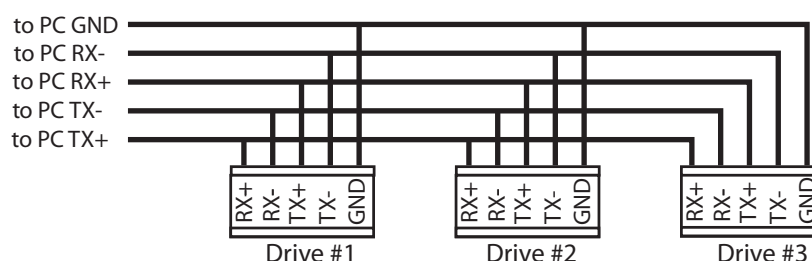 to PC GND
to PC RX-
to PC RX+
to PC TX-
to PC TX+
RX+
RX-
TX+
TX-
GND
RX+
RX-
TX+
TX-
GND
RX+
RX-
TX+
TX-
GND
Drive #1
Drive #2
Drive #3